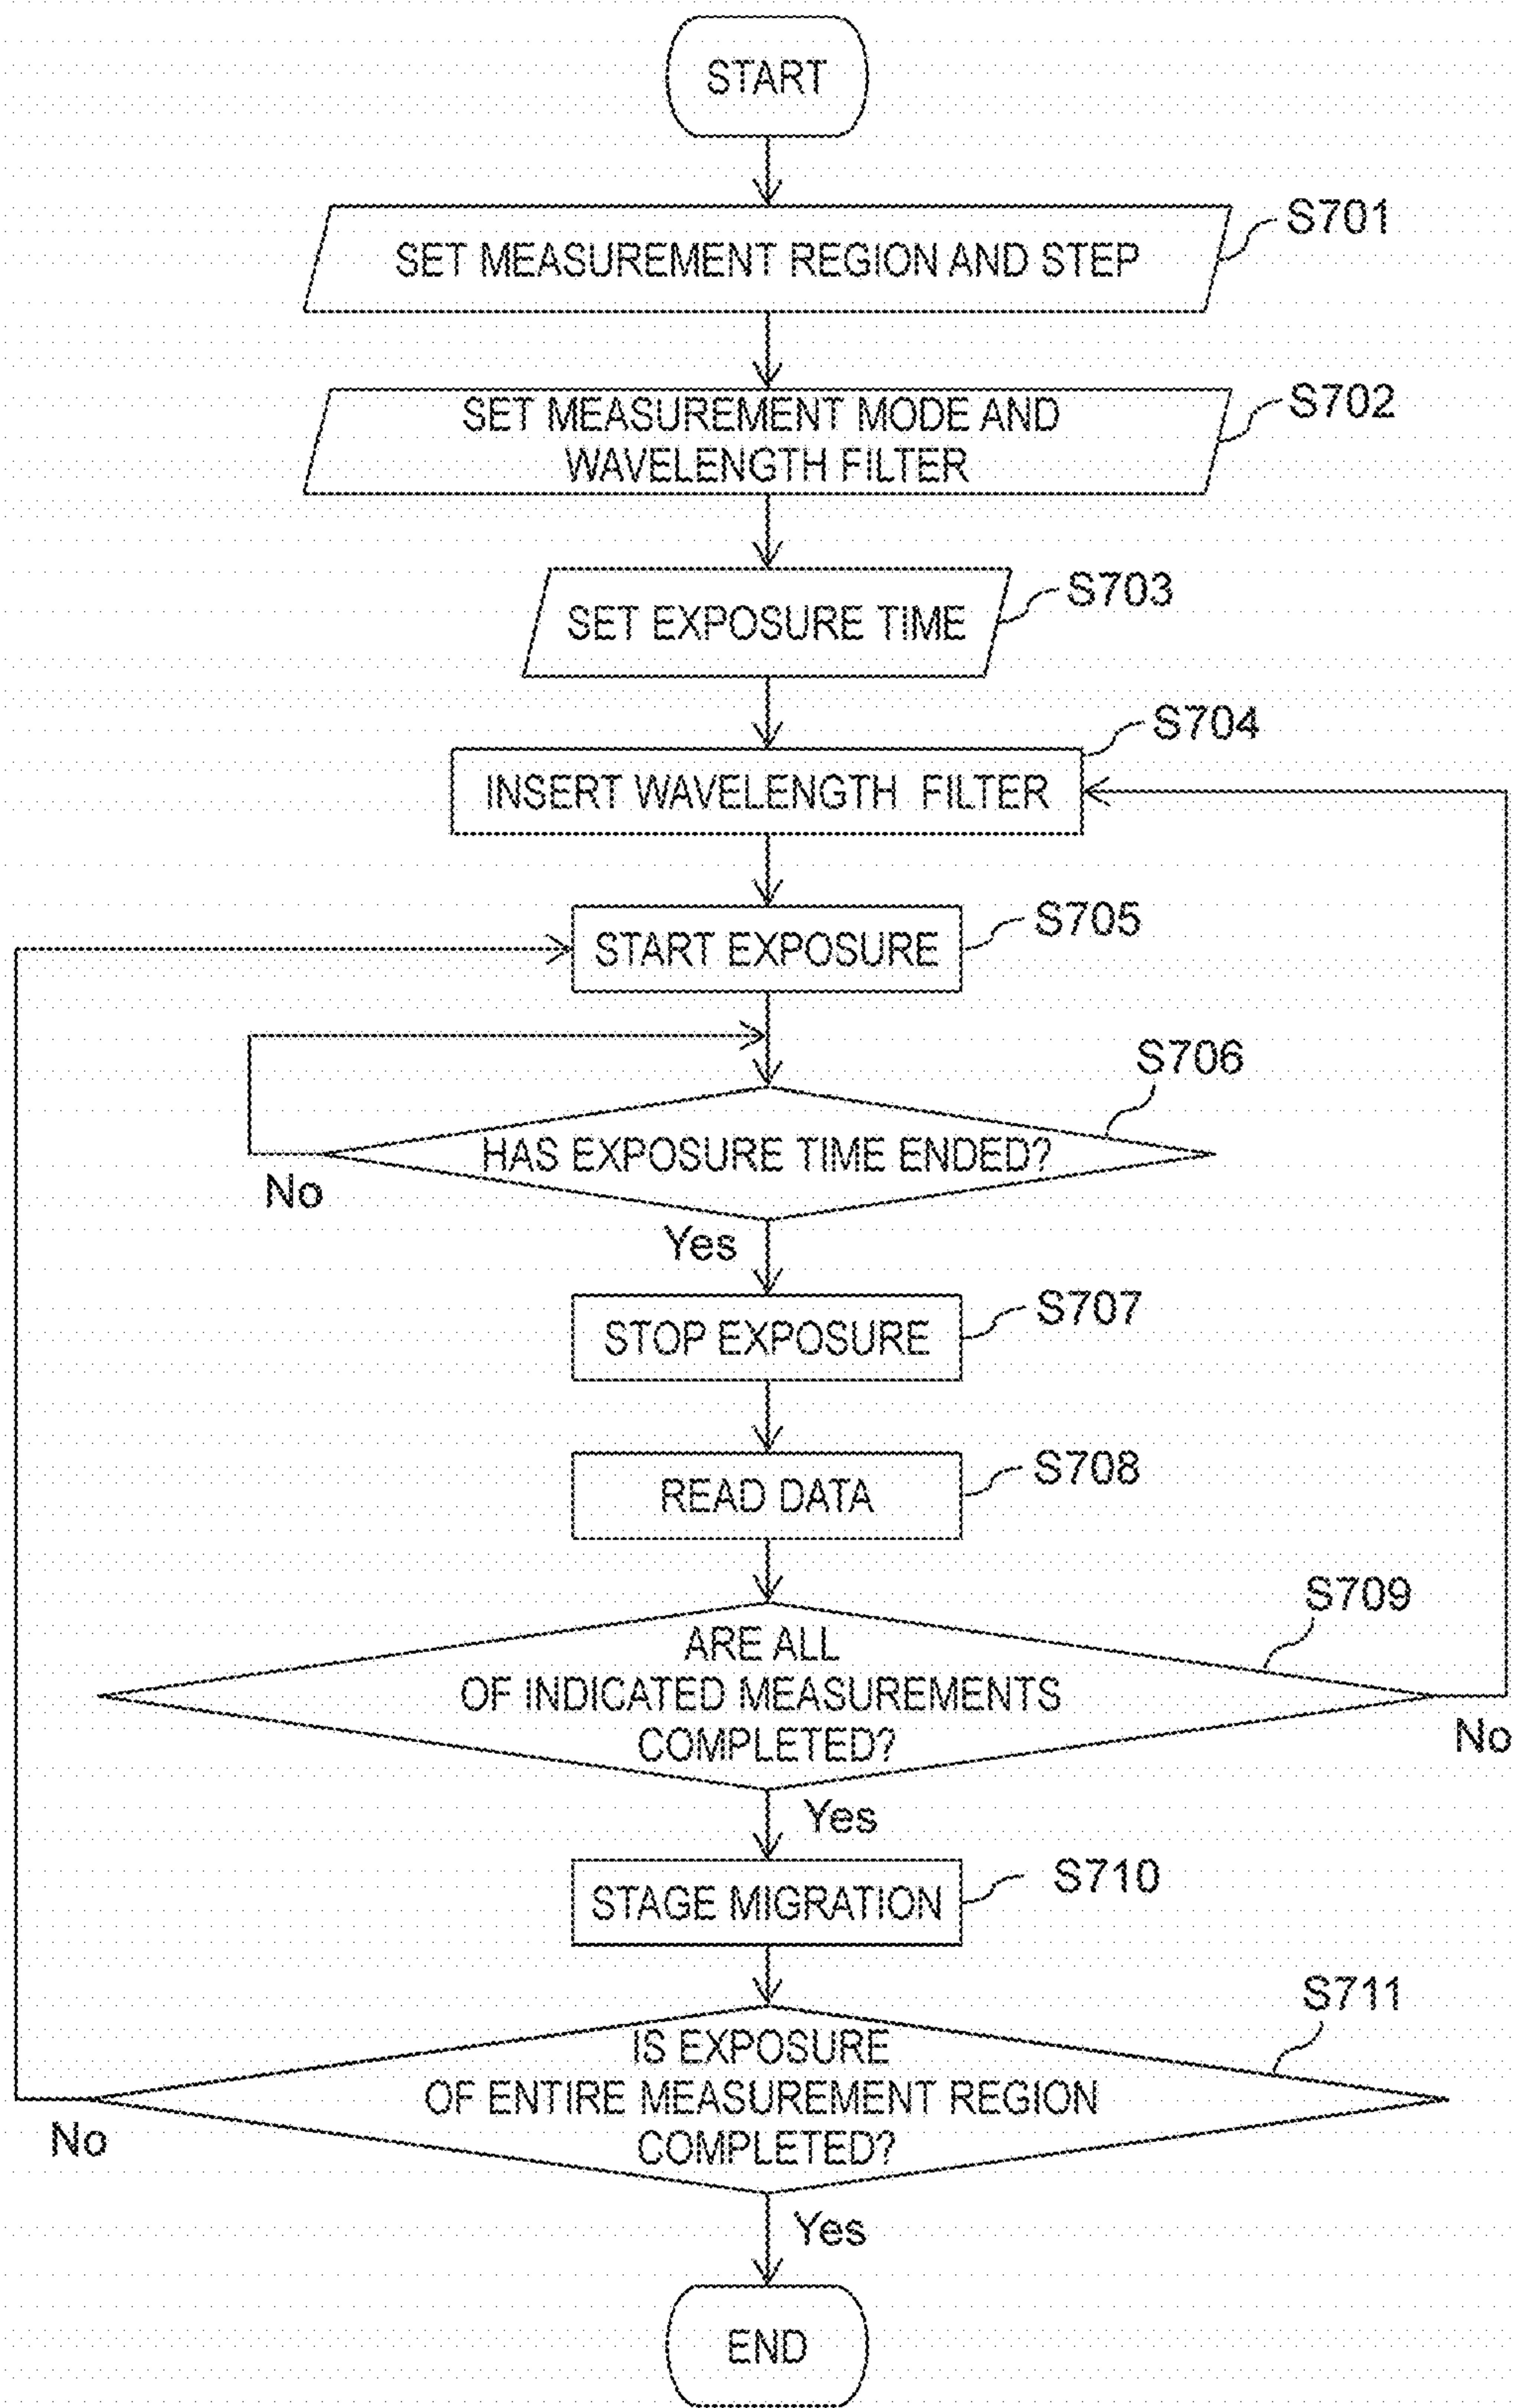 START
S701
SET MEASUREMENT REGION AND STEP
S702
SET MEASUREMENT MODE AND
WAVELENGTH FILTER
S703
SET EXPOSURE TIME
S704
INSERT WAVELENGTH FILTER
S705
START EXPOSURE
S706
HAS EXPOSURE TIME ENDED?
No
Yes
S707
STOP EXPOSURE
S708
READ DATA
S709
ARE ALL
OF INDICATED MEASUREMENTS
COMPLETED?
No
Yes
S710
STAGE MIGRATION
S711
IS EXPOSURE
OF ENTIRE MEASUREMENT REGION
COMPLETED?
No
Yes
END